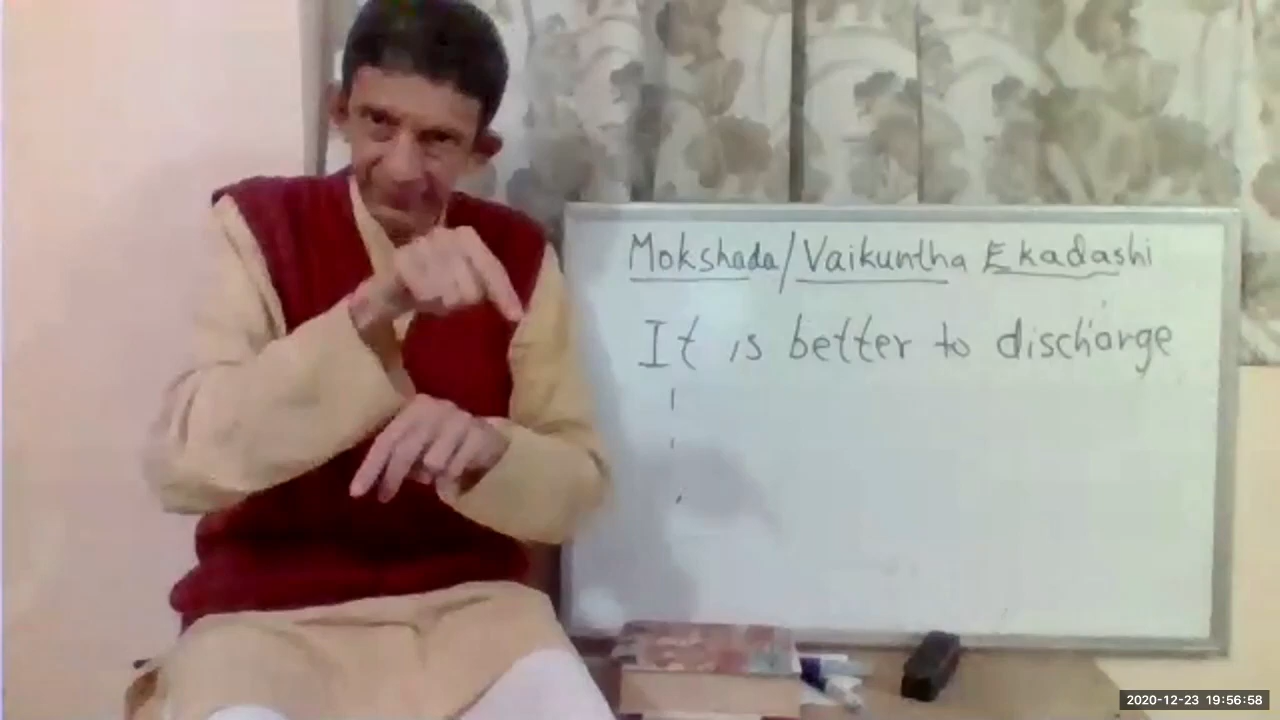 Mokshada/Vaikuntha Ekadashi
It is better to discharge
2020-12-23 19:56:58